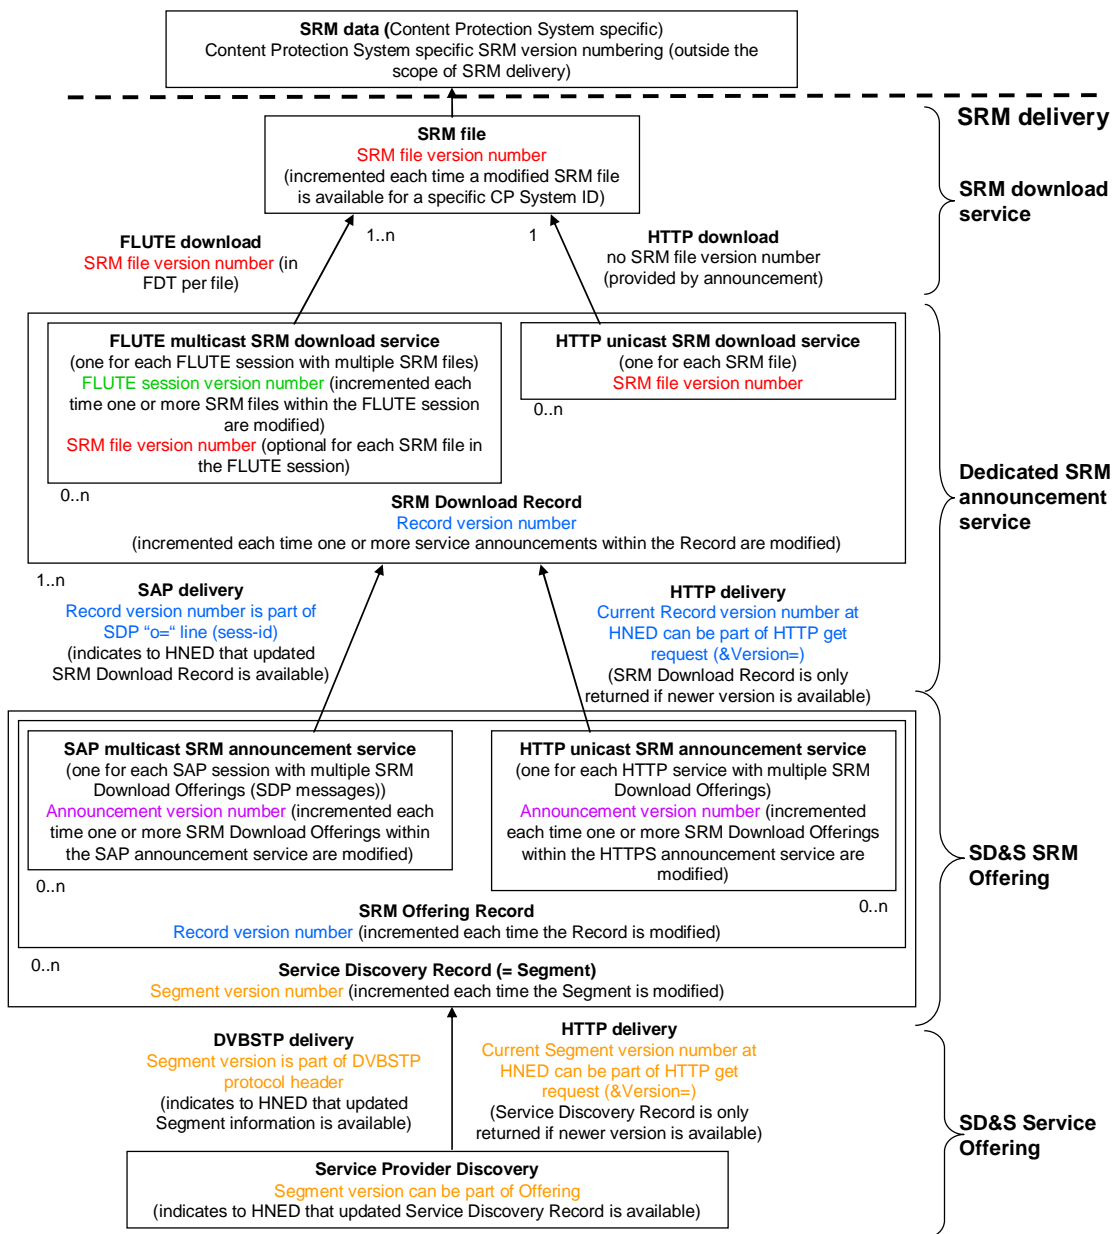 SRM data (Content Protection System specific)
Content Protection System specific SRM version numbering (outside the
scope of SRM delivery)
SRM delivery
SRM file
SRM file version number
(incremented each time a modified SRM file
is available for a specific CP System ID)
SRM download
service
1..n
1
FLUTE download
SRM file version number (in
FDT per file)
HTTP download
no SRM file version number
(provided by announcement)
FLUTE multicast SRM download service
(one for each FLUTE session with multiple SRM files)
FLUTE session version number (incremented each
time one or more SRM files within the FLUTE session
are modified)
SRM file version number (optional for each SRM file in
the FLUTE session)
0..n
HTTP unicast SRM download service
(one for each SRM file)
SRM file version number
0..n
SRM Download Record
Record version number
(incremented each time one or more service announcements within the Record are modified)
Dedicated SRM
announcement
service
1..n
SAP delivery
Record version number is part of
SDP “o=“ line (sess-id)
(indicates to HNED that updated
SRM Download Record is available)
HTTP delivery
Current Record version number at
HNED can be part of HTTP get
request (&Version=)
(SRM Download Record is only
returned if newer version is available)
SAP multicast SRM announcement service
(one for each SAP session with multiple SRM
Download Offerings (SDP messages))
Announcement version number (incremented each
time one or more SRM Download Offerings within
the SAP announcement service are modified)
0..n
HTTP unicast SRM announcement service
(one for each HTTP service with multiple SRM
Download Offerings)
Announcement version number (incremented
each time one or more SRM Download Offerings
within the HTTPS announcement service are
modified)
0..n
SRM Offering Record
Record version number (incremented each time the Record is modified)
0..n
Service Discovery Record (= Segment)
Segment version number (incremented each time the Segment is modified)
SD&S SRM
Offering
DVBSTP delivery
Segment version is part of DVBSTP
protocol header
(indicates to HNED that updated
Segment information is available)
HTTP delivery
Current Segment version number at
HNED can be part of HTTP get
request (&Version=)
(Service Discovery Record is only
returned if newer version is available)
SD&S Service
Offering
Service Provider Discovery
Segment version can be part of Offering
(indicates to HNED that updated Service Discovery Record is available)